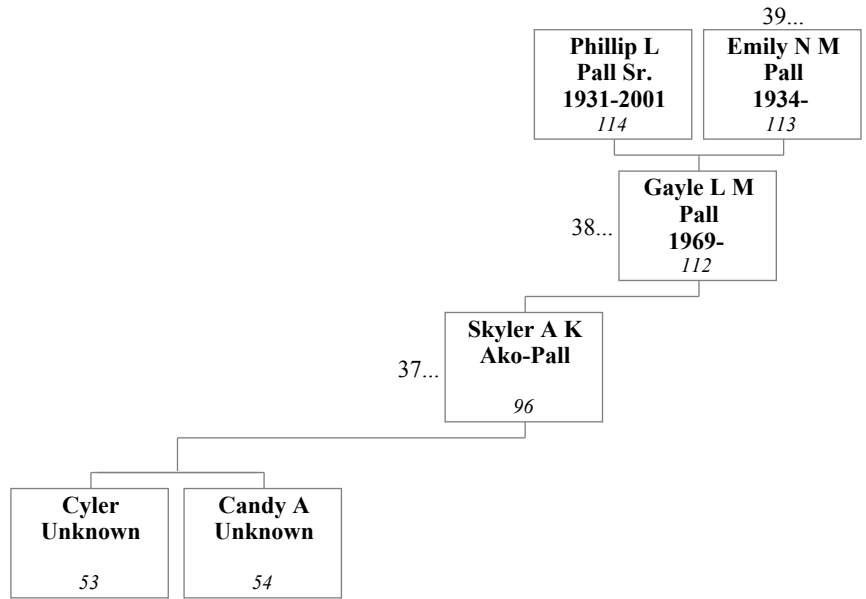 39...
Phillip L
Pall Sr.
1931-2001
114
Emily N M
Pall
1934-
113
38...
Gayle L M
Pall
1969-
112
37...
Skyler A K
Ako-Pall
96
Cyler
Unknown
53
Candy A
Unknown
54